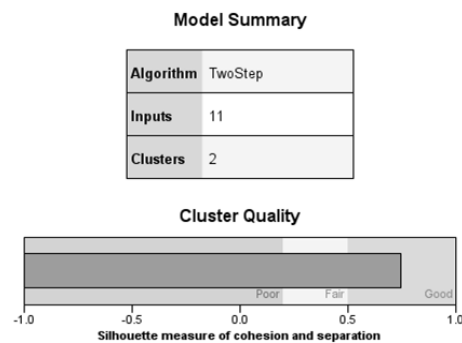 Model Summary
Algorithm TwoStep
Inputs 11
Clusters 2
Cluster Quality
Poor Fair Good
-1.0 -0.5 0.0 0.5 1.0
Silhouette measure of cohesion and separation